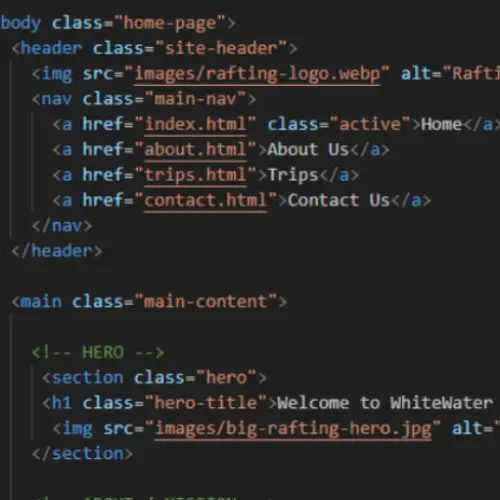 body class="home-page">
<header class="site-header">
<img src="images/rafting-logo.webp" alt="Rafti
<nav class="main-nav">
<a href="index.html" class="active">Home</a>
<a href="about.html">About Us</a>
<a href="trips.html">Trips</a>
<a href="contact.html">Contact Us</a>
</nav>
</header>
<main class="main-content">
<!-- HERO -->
<section class="hero">
<h1 class="hero-title">Welcome to WhiteWater
<img src="images/big-rafting-hero.jpg" alt="
</section>
<!-- ABOUT / MISSION -->